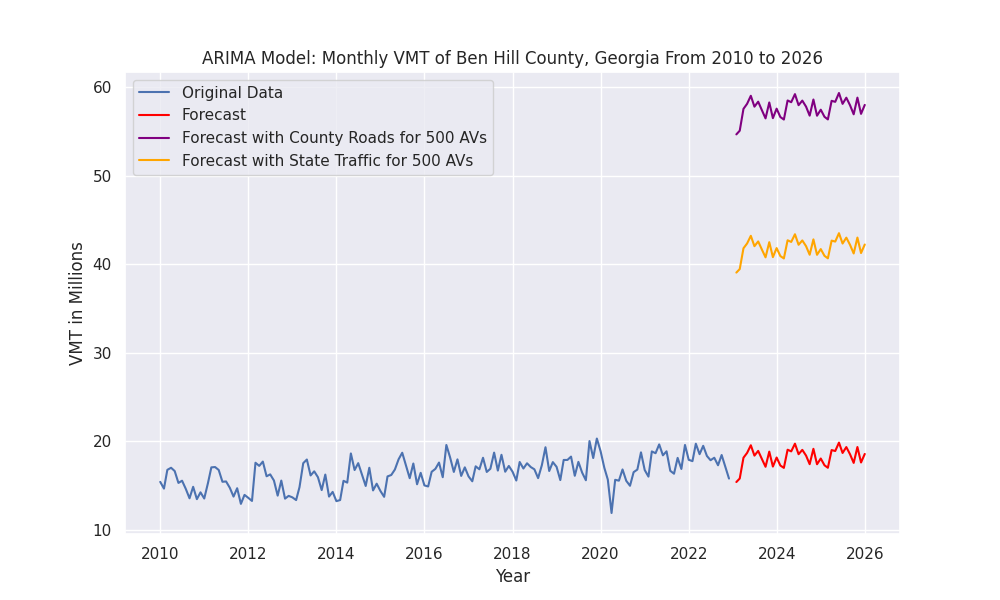 ARIMA Model: Monthly VMT of Ben Hill County, Georgia From 2010 to 2026
Original Data
Forecast
Forecast with County Roads for 500 AVs
Forecast with State Traffic for 500 AVs
60
50
40
30
20
10
VMT in Millions
2010 2012 2014 2016 2018 2020 2022 2024 2026
Year